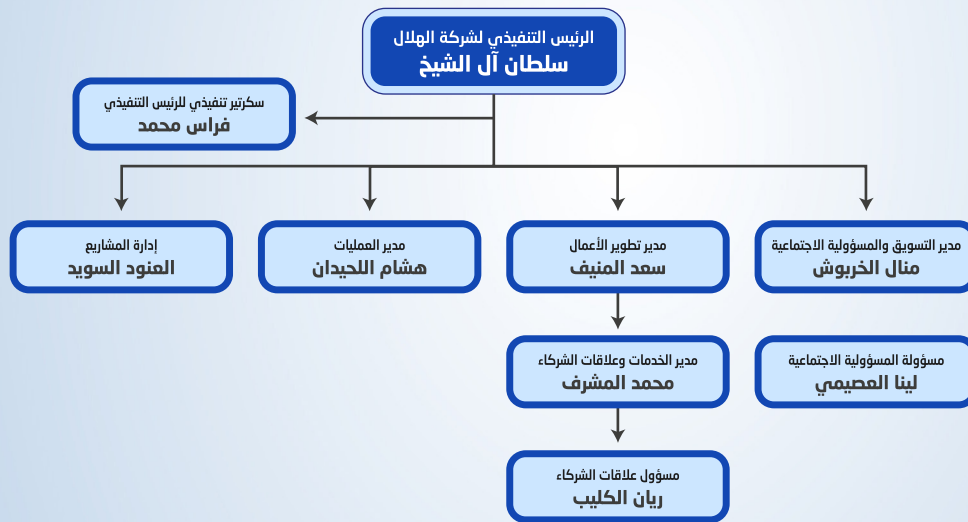 الرئيس التنفيذي لشركة الهلال
سلطان آل الشيخ
سكرتير تنفيذي للرئيس التنفيذي
فراس محمد
مدير التسويق والمسؤولية الاجتماعية
منال الخربوش
مدير تطوير الأعمال
سعد المنيف
مدير العمليات
هشام اللحيدان
إدارة المشاريع
العنود السويد
مسؤولة المسؤولية الاجتماعية
لينا العصيمي
مدير الخدمات وعلاقات الشركاء
محمد المشرف
مسؤول علاقات الشركاء
ريان الكليب